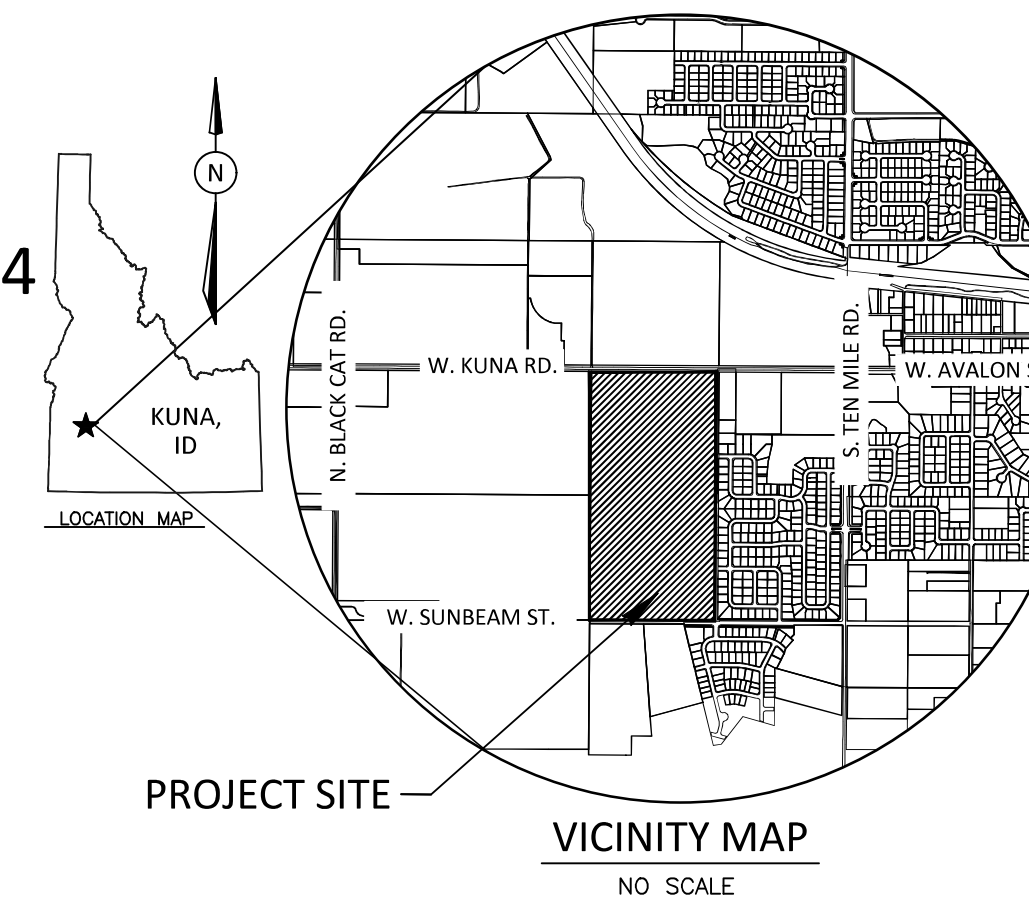 N
4
KUNA,
ID
LOCATION MAP
N. BLACK CAT RD.
W. KUNA RD.
S. TEN MILE RD.
W. AVALON S
W. SUNBEAM ST.
PROJECT SITE
VICINITY MAP
NO SCALE